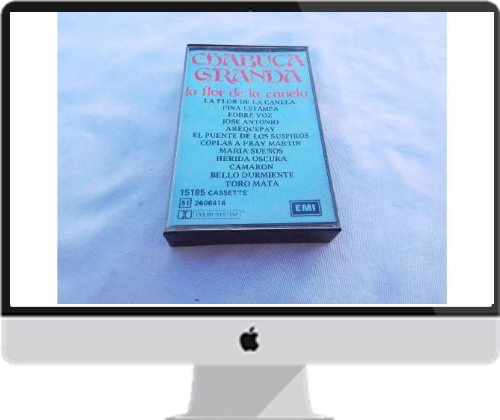 CHABUCA
GRANDA
la flor de la canela
LA FLOR DE LA CANELA
FINA ESTAMPA
POBRE VOZ
JOSE ANTONIO
AREQUEPAY
EL PUENTE DE LOS SUSPIROS
COPLAS A FRAY MARTIN
MARIA SUEÑOS
HERIDA OSCURA
CAMARON
BELLO DURMIENTE
TORO MATA
15185 CASSETTE
51 2606414
DOLBY SYSTEM
EMI